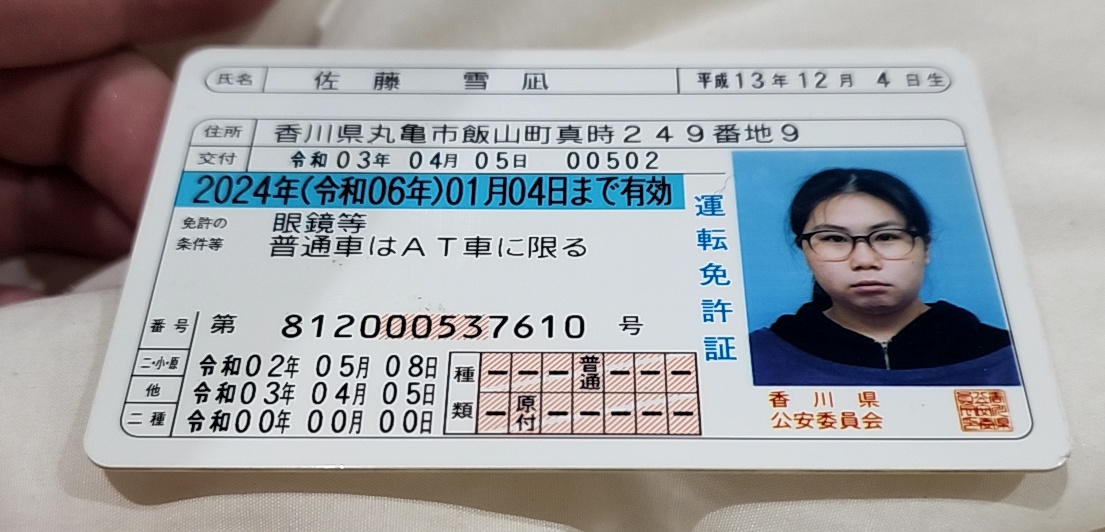 氏名 佐藤 雪凪 平成13年12月 4日生
住所 香川県丸亀市飯山町真時249番地9
交付 令和03年04月05日 00502
2024年(令和06年)01月04日まで有効
免許の 眼鏡等
条件等 普通車はAT車に限る
運転免許証
番号 第 812000537610 号
二・小・原 令和02年05月08日
他 令和03年04月05日
二種 令和00年00月00日
種類 ー ー ー 普通 ー ー ー
ー 原付 ー ー ー ー ー
香川県
公安委員会